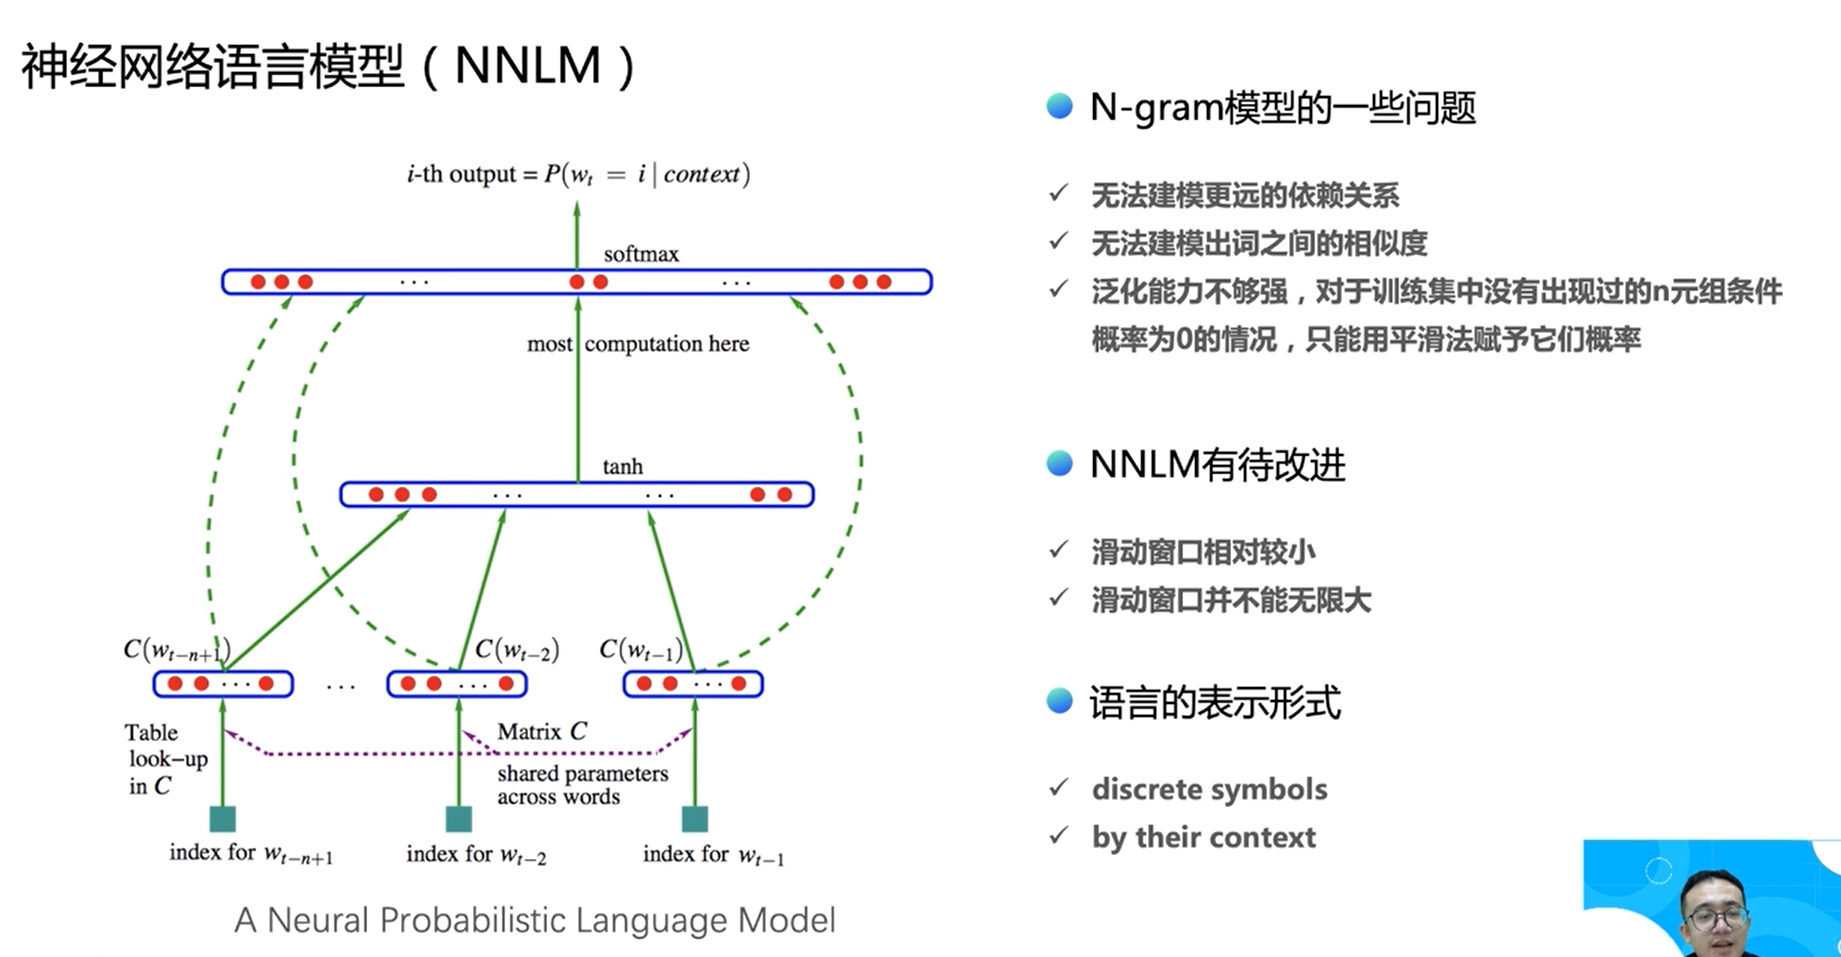 神经网络语言模型（NNLM）
i-th output = P(w_t = i | context)
softmax
... ...
most computation here
tanh
... ...
C(w_{t−n+1}) C(w_{t−2}) C(w_{t−1})
... ... ... ...
Table
look−up
in C
Matrix C
shared parameters
across words
index for w_{t−n+1} index for w_{t−2} index for w_{t−1}
A Neural Probabilistic Language Model
N-gram模型的一些问题
✓ 无法建模更远的依赖关系
✓ 无法建模出词之间的相似度
✓ 泛化能力不够强，对于训练集中没有出现过的n元组条件
概率为0的情况，只能用平滑法赋予它们概率
NNLM有待改进
✓ 滑动窗口相对较小
✓ 滑动窗口并不能无限大
语言的表示形式
✓ discrete symbols
✓ by their context